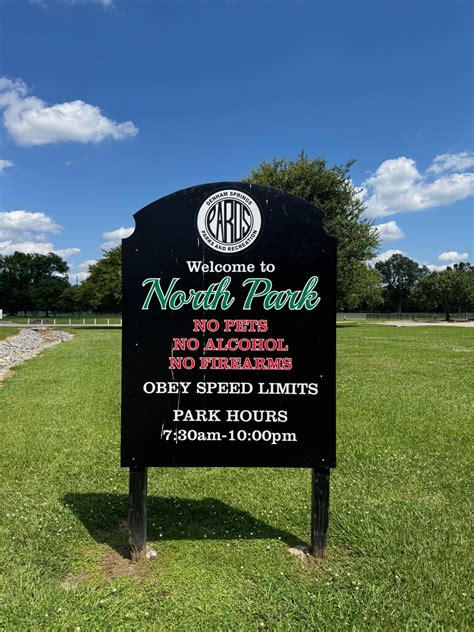 DENHAM SPRINGS
PARDS
PARKS AND RECREATION
Welcome to
North Park
NO PETS
NO ALCOHOL
NO FIREARMS
OBEY SPEED LIMITS
PARK HOURS
7:30am-10:00pm